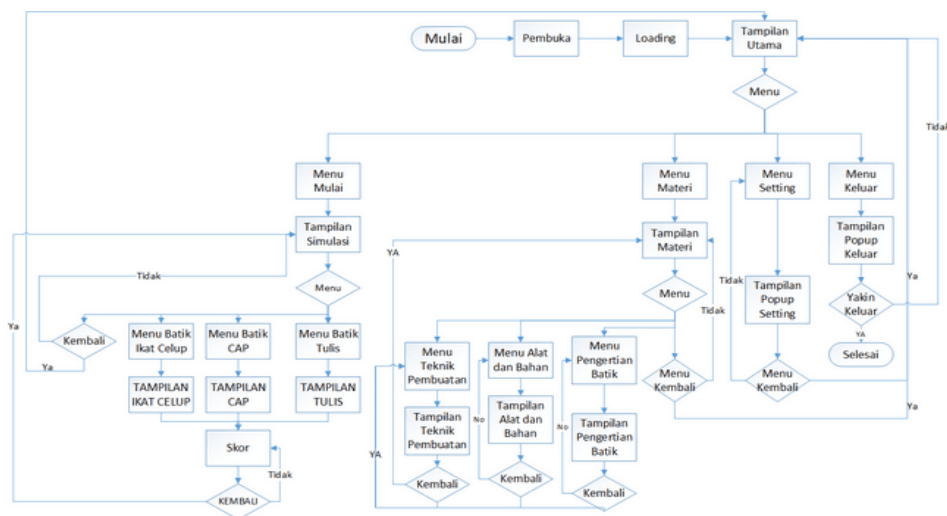 Mulai
Pembuka
Loading
Tampilan
Utama
Menu
Tidak
Menu
Mulai
Menu
Materi
Menu
Setting
Menu
Keluar
Tampilan
Simulasi
Tampilan
Materi
Tampilan
Popup
Keluar
YA
Tidak
Menu
Tidak
Ya
Menu
Tidak
Tampilan
Popup
Setting
Yakin
Keluar
YA
Ya
Kembali
Ya
Menu Batik
Ikat Celup
Menu Batik
CAP
Menu Batik
Tulis
Menu
Teknik
Pembuatan
Menu Alat
dan Bahan
Menu
Pengertian
Batik
Menu
Kembali
Menu
Kembali
Selesai
TAMPILAN
IKAT CELUP
TAMPILAN
CAP
TAMPILAN
TULIS
Tampilan
Teknik
Pembuatan
Tampilan
Alat dan
Bahan
Tampilan
Pengertian
Batik
Ya
No
No
YA
Skor
Tidak
KEMBALI
Kembali
Kembali
Kembali